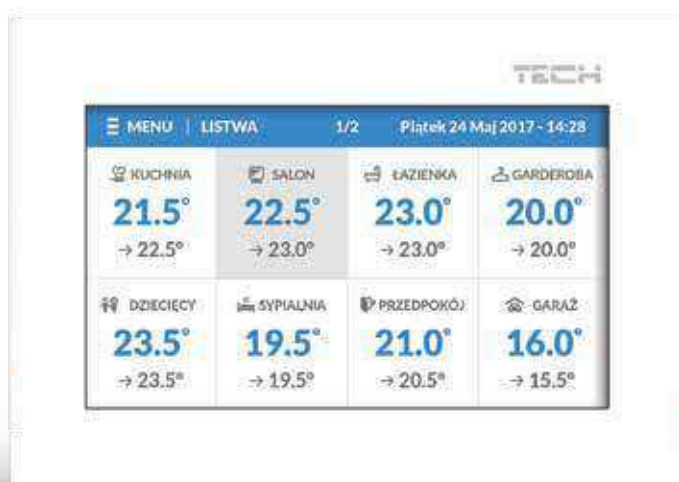 TECH
MENU | LISTWA 1/2 Piątek 24 Maj 2017 - 14:28
KUCHNIA SALON ŁAZIENKA GARDEROBA
21.5° 22.5° 23.0° 20.0°
→ 22.5° → 23.0° → 23.0° → 20.0°
DZIECIĘCY SYPIALNIA PRZEDPOKÓJ GARAŻ
23.5° 19.5° 21.0° 16.0°
→ 23.5° → 19.5° → 20.5° → 15.5°